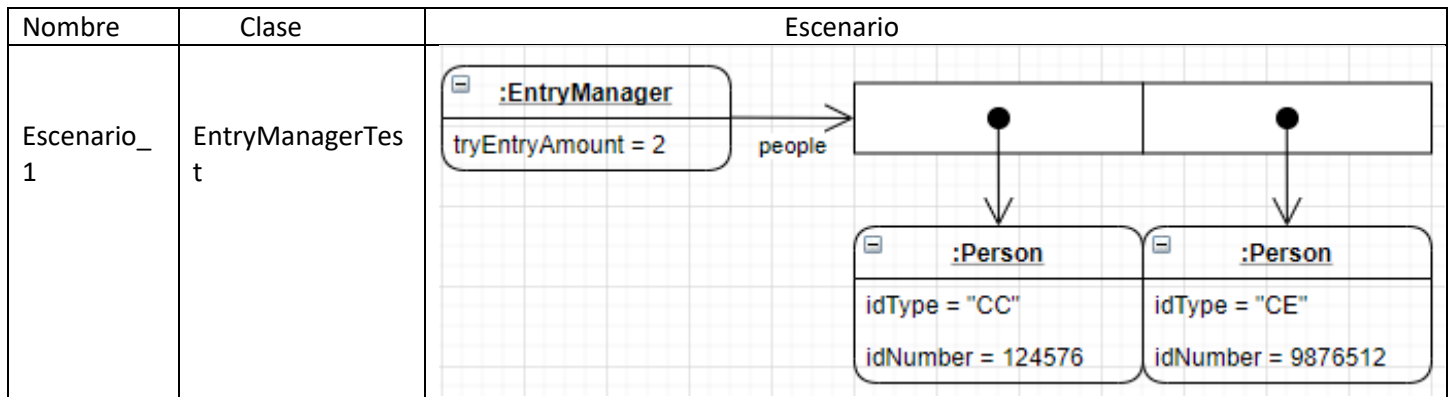 Nombre Clase Escenario
Escenario_
1
EntryManagerTes
t
:EntryManager
tryEntryAmount = 2
people
:Person
idType = "CC"
idNumber = 124576
:Person
idType = "CE"
idNumber = 9876512